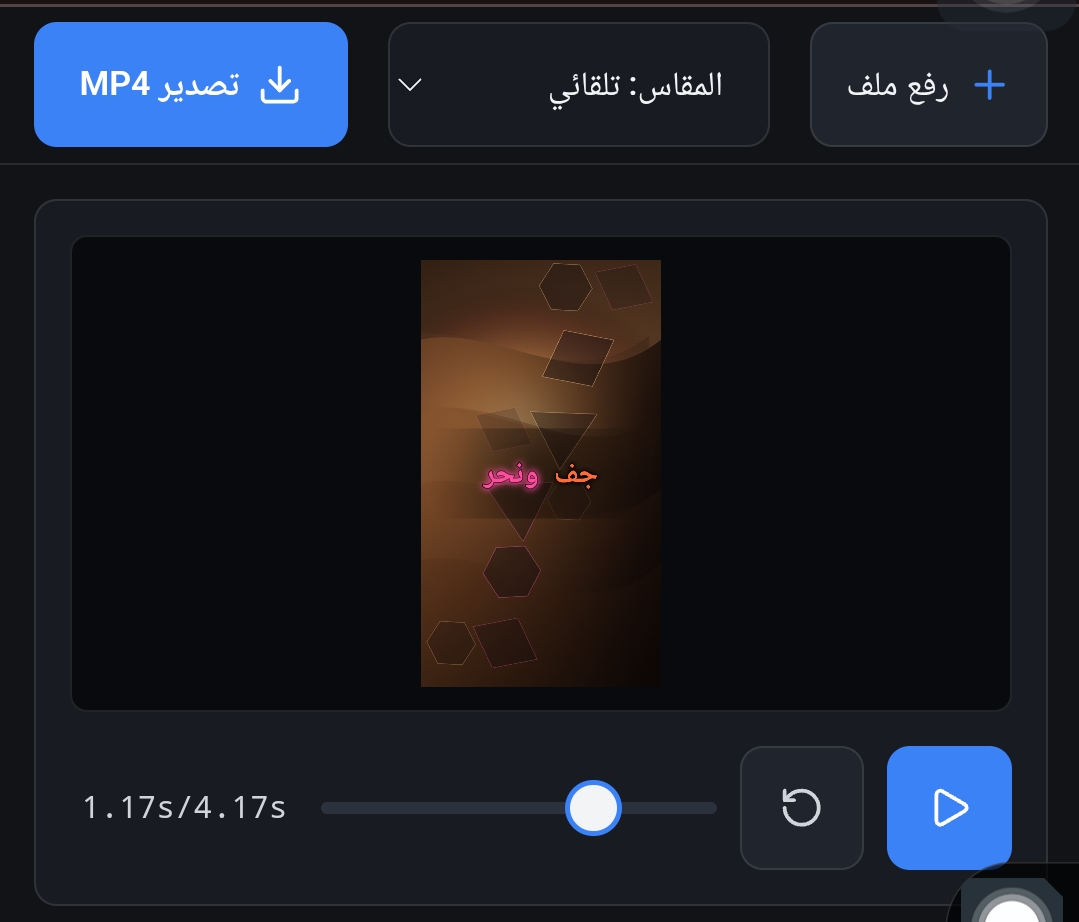 رفع ملف
المقاس: تلقائي
تصدير MP4
جف ونحر
1.17s/4.17s